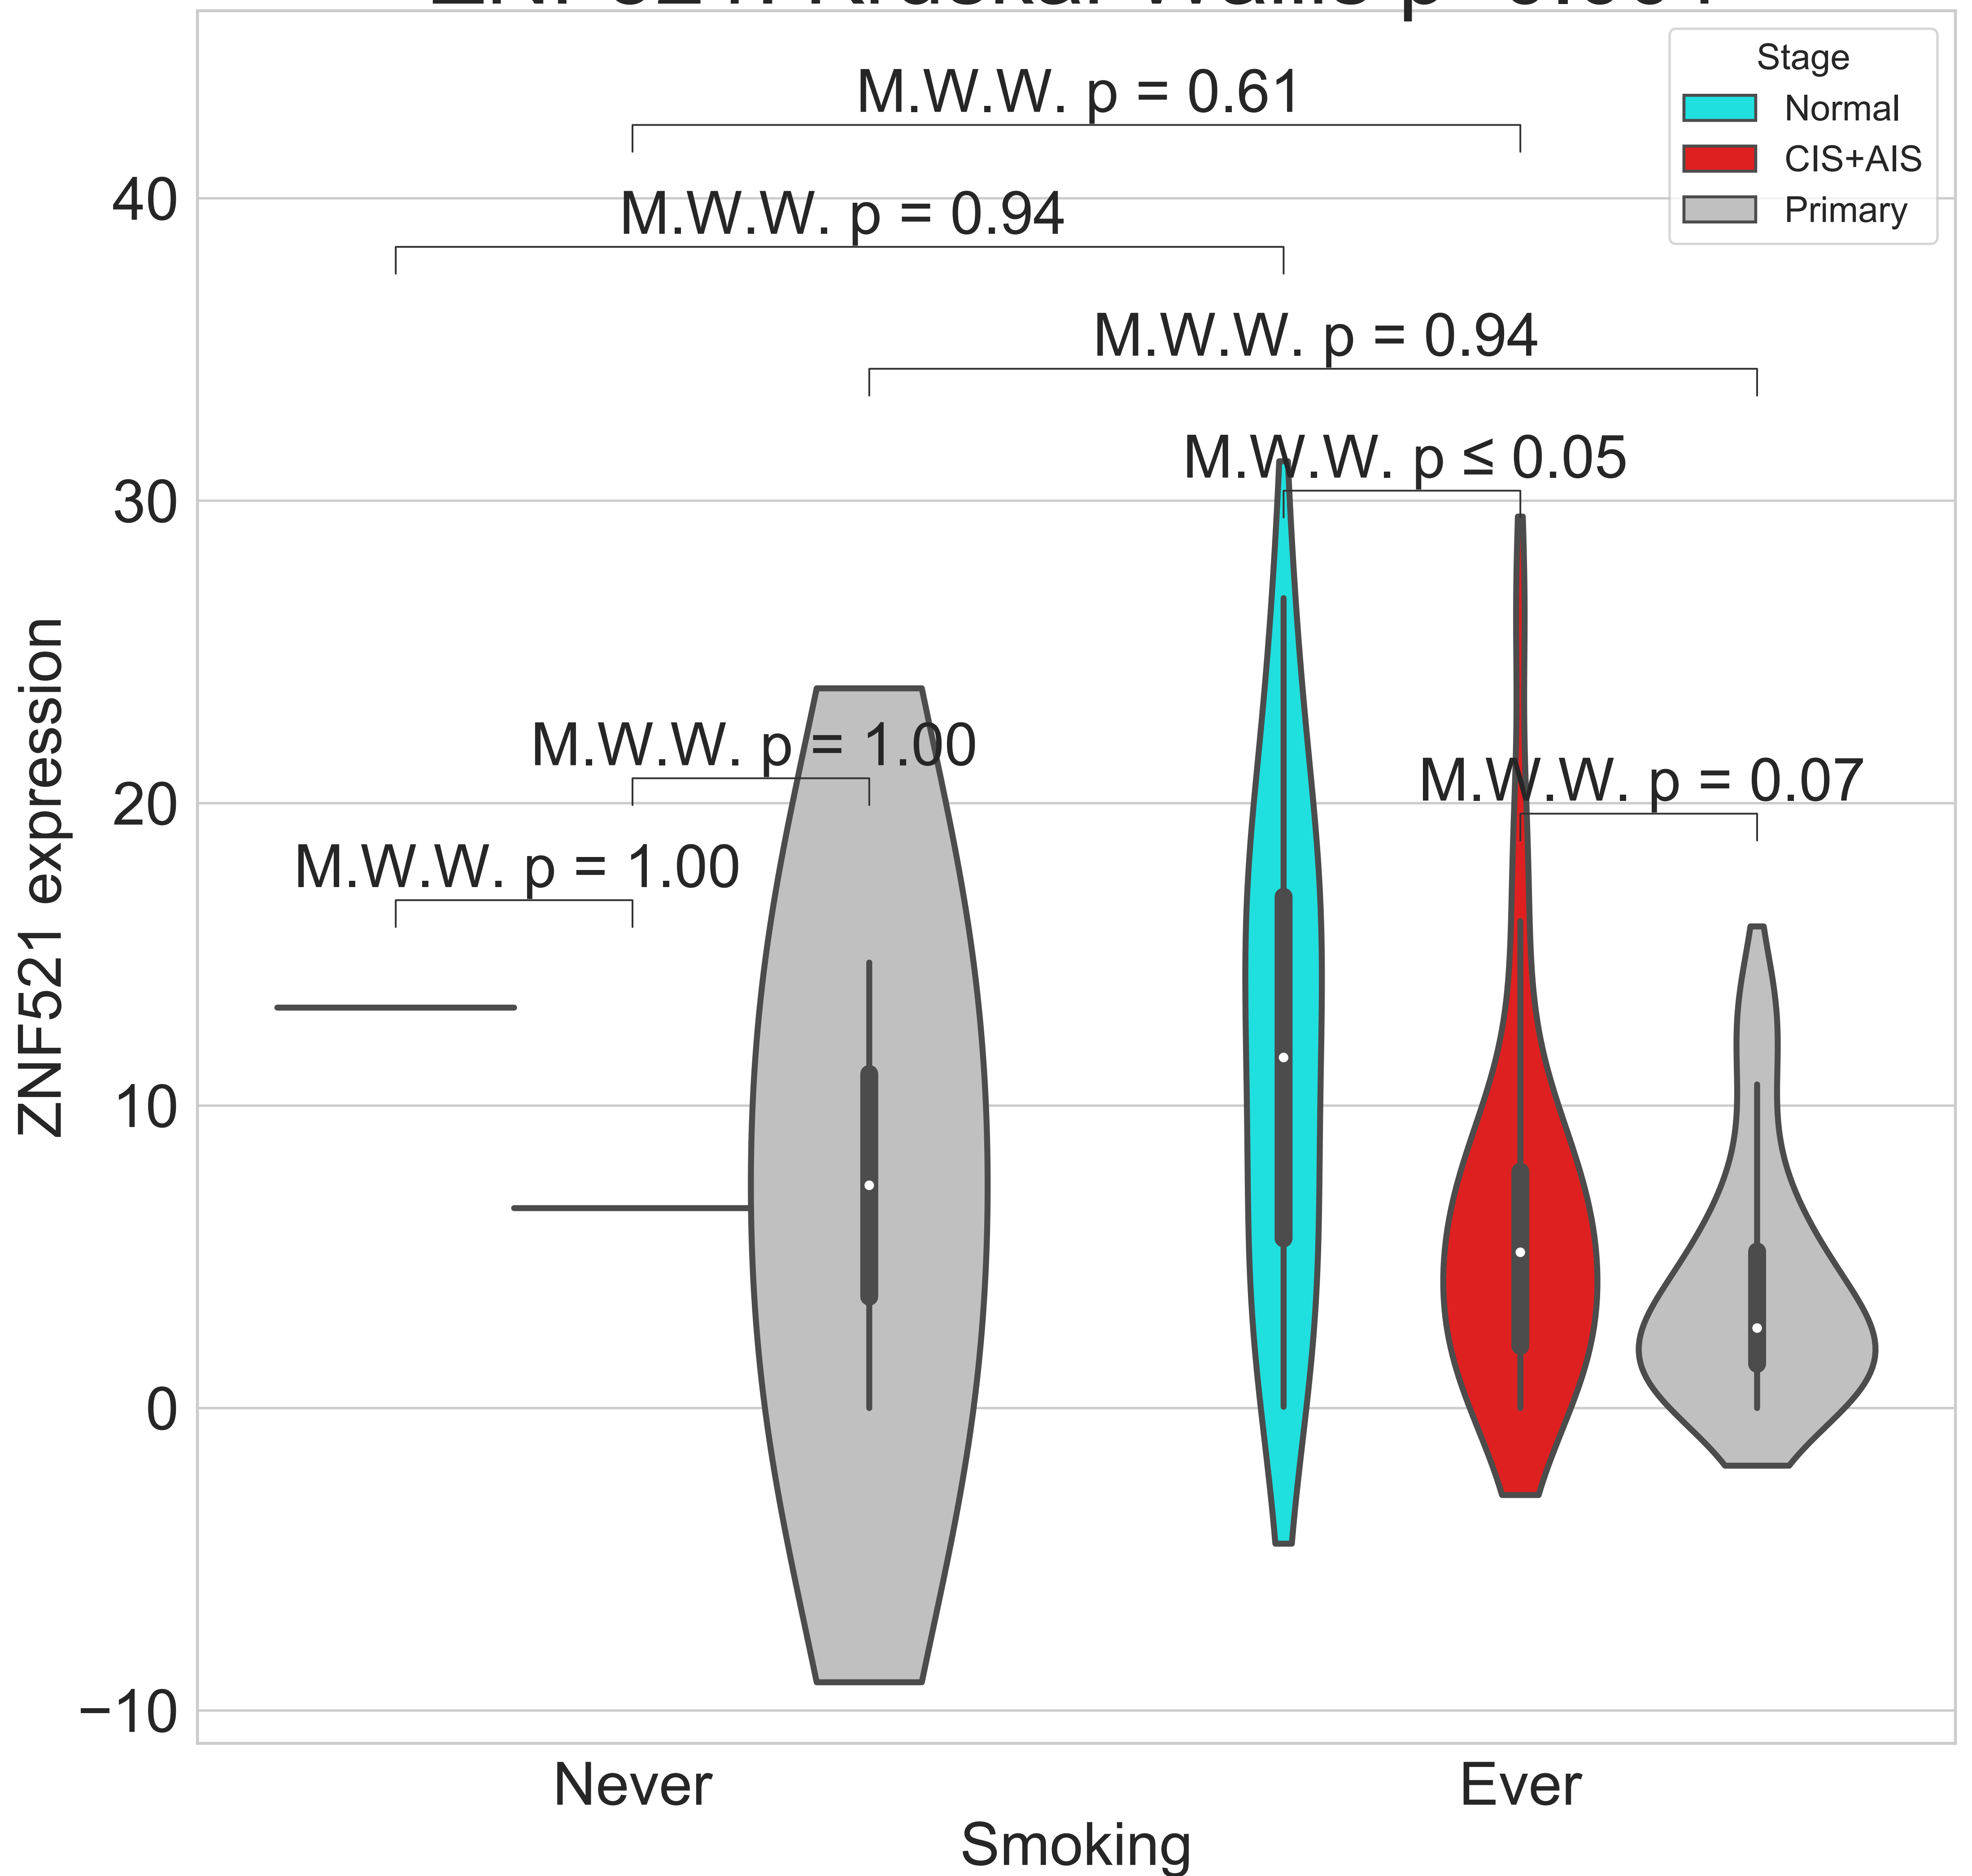 Stage
Normal
CIS+AIS
Primary
M.W.W. p = 0.61
M.W.W. p = 0.94
M.W.W. p = 0.94
M.W.W. p ≤ 0.05
M.W.W. p = 1.00
M.W.W. p = 0.07
M.W.W. p = 1.00
40
30
20
10
0
−10
ZNF521 expression
Never
Ever
Smoking